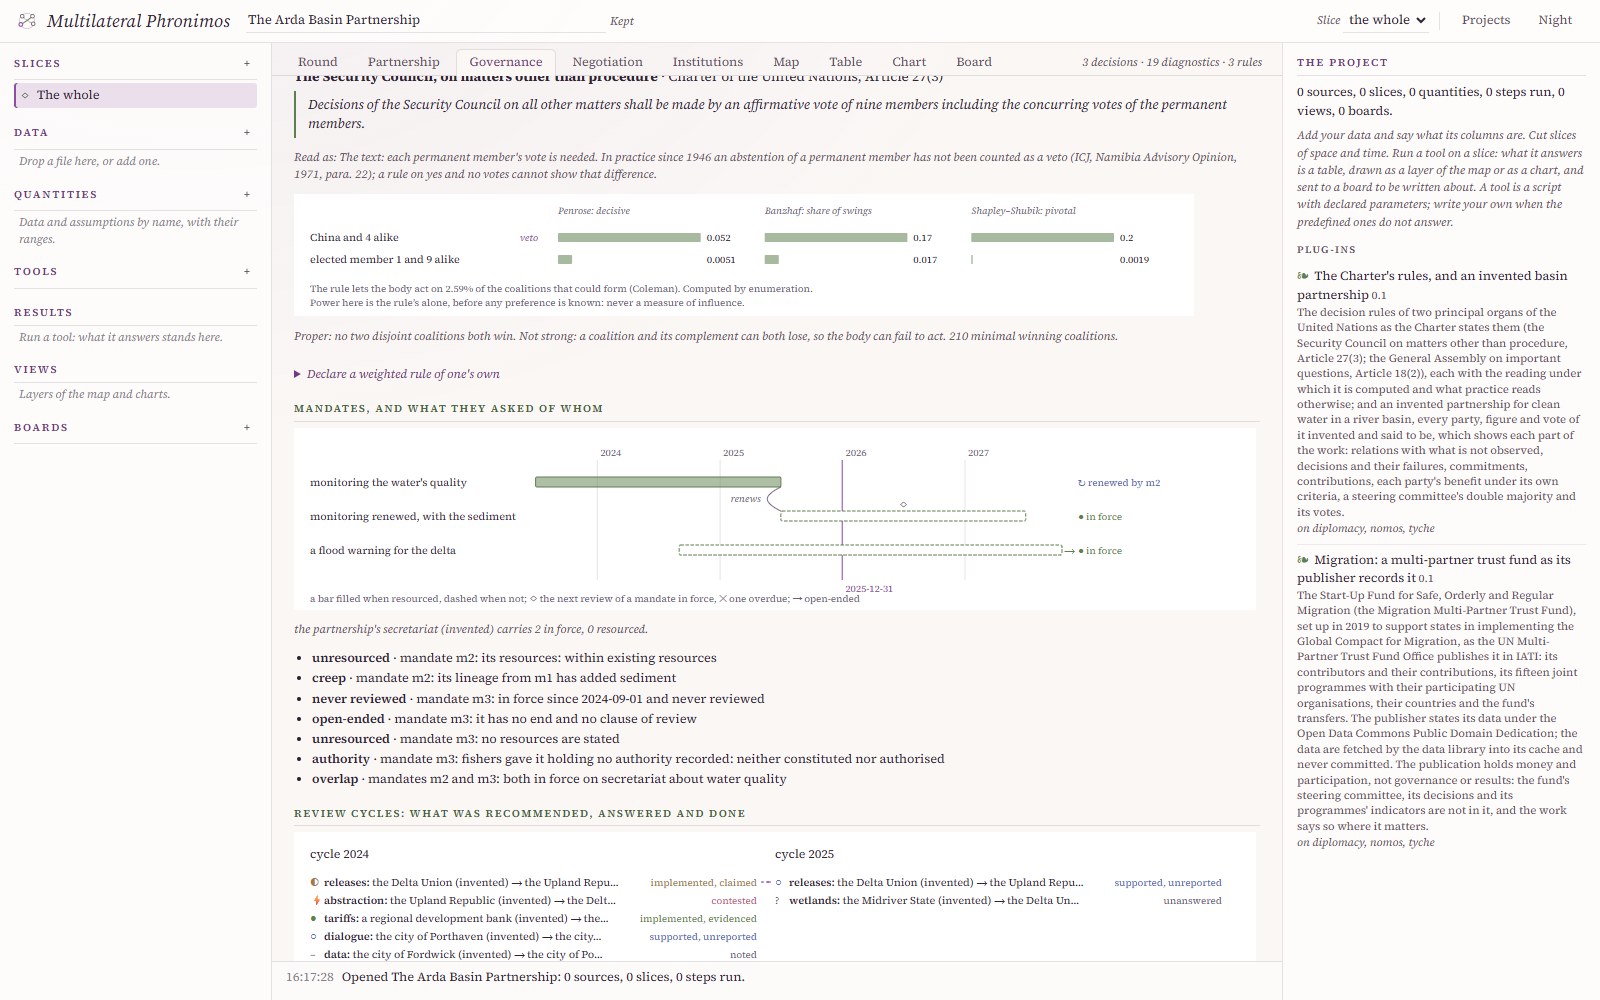 Multilateral Phronimos
The Arda Basin Partnership
Kept
Slice the whole
Projects
Night
SLICES +
◇ The whole
DATA +
Drop a file here, or add one.
QUANTITIES +
Data and assumptions by name, with their
ranges.
TOOLS +
RESULTS
Run a tool: what it answers stands here.
VIEWS
Layers of the map and charts.
BOARDS +
Round
Partnership
Governance
Negotiation
Institutions
Map
Table
Chart
Board
3 decisions · 19 diagnostics · 3 rules
The Security Council, on matters other than procedure · Charter of the United Nations, Article 27(3)
Decisions of the Security Council on all other matters shall be made by an affirmative vote of nine members including the concurring votes of the permanent
members.
Read as: The text: each permanent member's vote is needed. In practice since 1946 an abstention of a permanent member has not been counted as a veto (ICJ, Namibia Advisory Opinion,
1971, para. 22); a rule on yes and no votes cannot show that difference.
Penrose: decisive
Banzhaf: share of swings
Shapley–Shubik: pivotal
China and 4 alike veto 0.052 0.17 0.2
elected member 1 and 9 alike 0.0051 0.017 0.0019
The rule lets the body act on 2.59% of the coalitions that could form (Coleman). Computed by enumeration.
Power here is the rule's alone, before any preference is known: never a measure of influence.
Proper: no two disjoint coalitions both win. Not strong: a coalition and its complement can both lose, so the body can fail to act. 210 minimal winning coalitions.
▶ Declare a weighted rule of one's own
MANDATES, AND WHAT THEY ASKED OF WHOM
2024 2025 2026 2027
monitoring the water's quality ↻ renewed by m2
renews
monitoring renewed, with the sediment ● in force
a flood warning for the delta → ● in force
2025-12-31
a bar filled when resourced, dashed when not; ◇ the next review of a mandate in force, × one overdue; → open-ended
the partnership's secretariat (invented) carries 2 in force, 0 resourced.
• unresourced · mandate m2: its resources: within existing resources
• creep · mandate m2: its lineage from m1 has added sediment
• never reviewed · mandate m3: in force since 2024-09-01 and never reviewed
• open-ended · mandate m3: it has no end and no clause of review
• unresourced · mandate m3: no resources are stated
• authority · mandate m3: fishers gave it holding no authority recorded: neither constituted nor authorised
• overlap · mandates m2 and m3: both in force on secretariat about water quality
REVIEW CYCLES: WHAT WAS RECOMMENDED, ANSWERED AND DONE
cycle 2024
releases: the Delta Union (invented) → the Upland Repu... implemented, claimed
abstraction: the Upland Republic (invented) → the Delt... contested
tariffs: a regional development bank (invented) → the... implemented, evidenced
dialogue: the city of Porthaven (invented) → the city... supported, unreported
– data: the city of Fordwick (invented) → the city of Po... noted
cycle 2025
releases: the Delta Union (invented) → the Upland Repu... supported, unreported
? wetlands: the Midriver State (invented) → the Delta Un... unanswered
16:17:28 Opened The Arda Basin Partnership: 0 sources, 0 slices, 0 steps run.
THE PROJECT
0 sources, 0 slices, 0 quantities, 0 steps run, 0
views, 0 boards.
Add your data and say what its columns are. Cut slices
of space and time. Run a tool on a slice: what it answers
is a table, drawn as a layer of the map or as a chart, and
sent to a board to be written about. A tool is a script
with declared parameters; write your own when the
predefined ones do not answer.
PLUG-INS
❧ The Charter's rules, and an invented basin
partnership 0.1
The decision rules of two principal organs of the
United Nations as the Charter states them (the
Security Council on matters other than procedure,
Article 27(3); the General Assembly on important
questions, Article 18(2)), each with the reading under
which it is computed and what practice reads
otherwise; and an invented partnership for clean
water in a river basin, every party, figure and vote of
it invented and said to be, which shows each part of
the work: relations with what is not observed,
decisions and their failures, commitments,
contributions, each party's benefit under its own
criteria, a steering committee's double majority and
its votes.
on diplomacy, nomos, tyche
❧ Migration: a multi-partner trust fund as its
publisher records it 0.1
The Start-Up Fund for Safe, Orderly and Regular
Migration (the Migration Multi-Partner Trust Fund),
set up in 2019 to support states in implementing the
Global Compact for Migration, as the UN Multi-
Partner Trust Fund Office publishes it in IATI: its
contributors and their contributions, its fifteen joint
programmes with their participating UN
organisations, their countries and the fund's
transfers. The publisher states its data under the
Open Data Commons Public Domain Dedication; the
data are fetched by the data library into its cache and
never committed. The publication holds money and
participation, not governance or results: the fund's
steering committee, its decisions and its
programmes' indicators are not in it, and the work
says so where it matters.
on diplomacy, nomos, tyche